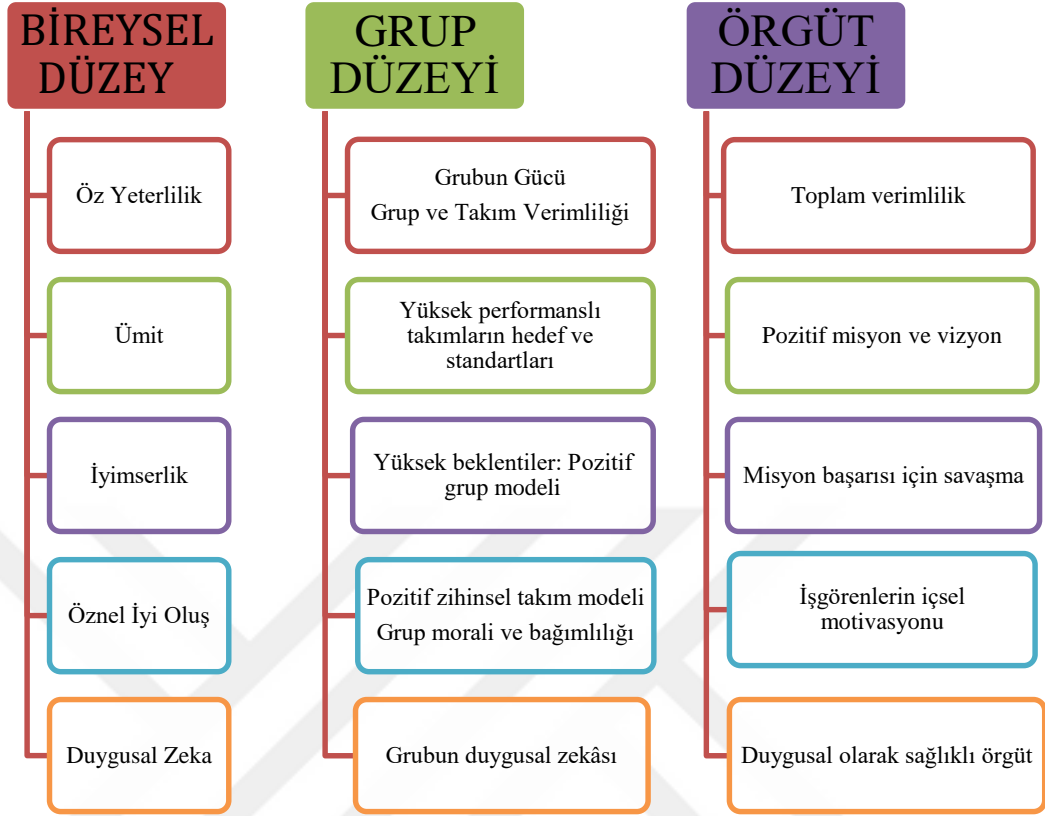 BİREYSEL
DÜZEY
Öz Yeterlilik
Ümit
İyimserlik
Öznel İyi Oluş
Duygusal Zeka
GRUP
DÜZEYİ
Grubun Gücü
Grup ve Takım Verimliliği
Yüksek performanslı
takımların hedef ve
standartları
Yüksek beklentiler: Pozitif
grup modeli
Pozitif zihinsel takım modeli
Grup morali ve bağımlılığı
Grubun duygusal zekâsı
ÖRGÜT
DÜZEYİ
Toplam verimlilik
Pozitif misyon ve vizyon
Misyon başarısı için savaşma
İşgörenlerin içsel
motivasyonu
Duygusal olarak sağlıklı örgüt